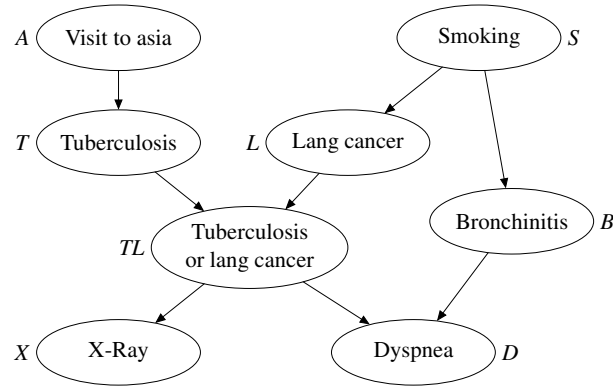 A Visit to asia
Smoking S
T Tuberculosis
L Lang cancer
Bronchinitis B
TL Tuberculosis
or lang cancer
X X-Ray
Dyspnea D